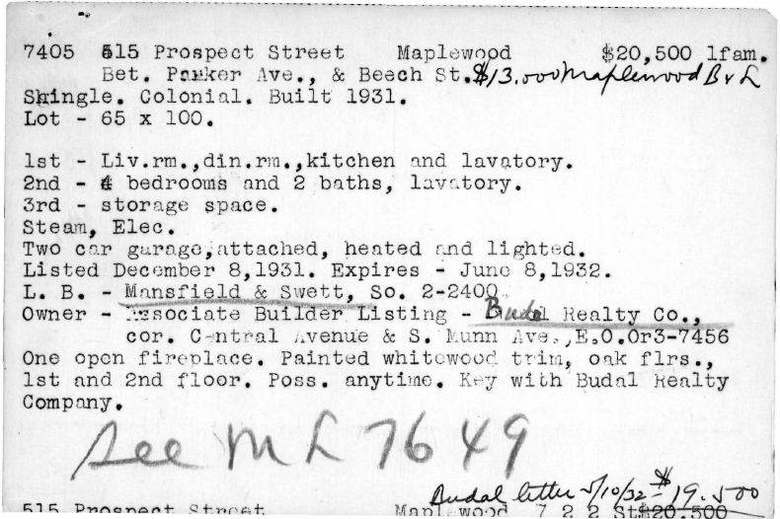 7405 515 Prospect Street Maplewood $20,500 1fam.
Bet. Parker Ave., & Beech St. $13,000 Maplewood B & L
Shingle. Colonial. Built 1931.
Lot - 65 x 100.
1st - Liv.rm.,din.rm.,kitchen and lavatory.
2nd - 4 bedrooms and 2 baths, lavatory.
3rd - storage space.
Steam, Elec.
Two car garage,attached, heated and lighted.
Listed December 8,1931. Expires - June 8,1932.
L. B. - Mansfield & Swett, So. 2-2400
Owner - Associate Builder Listing - Budal Realty Co.,
cor. Central Avenue & S. Munn Ave.,E.O.Or3-7456
One open fireplace. Painted whitewood trim, oak flrs.,
1st and 2nd floor. Poss. anytime. Key with Budal Realty
Company.
See ML 7649
Budal letter 5/10/32 - $19,500
515 Prospect Street Maplewood 7 2 2 St $20,500